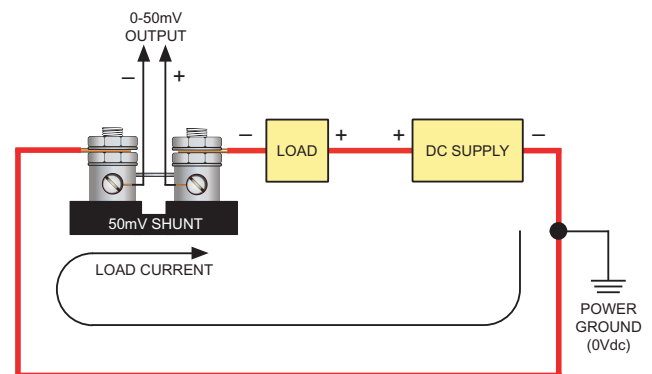 0-50mV
OUTPUT
– +
– LOAD + + DC SUPPLY –
50mV SHUNT
LOAD CURRENT
POWER
GROUND
(0Vdc)